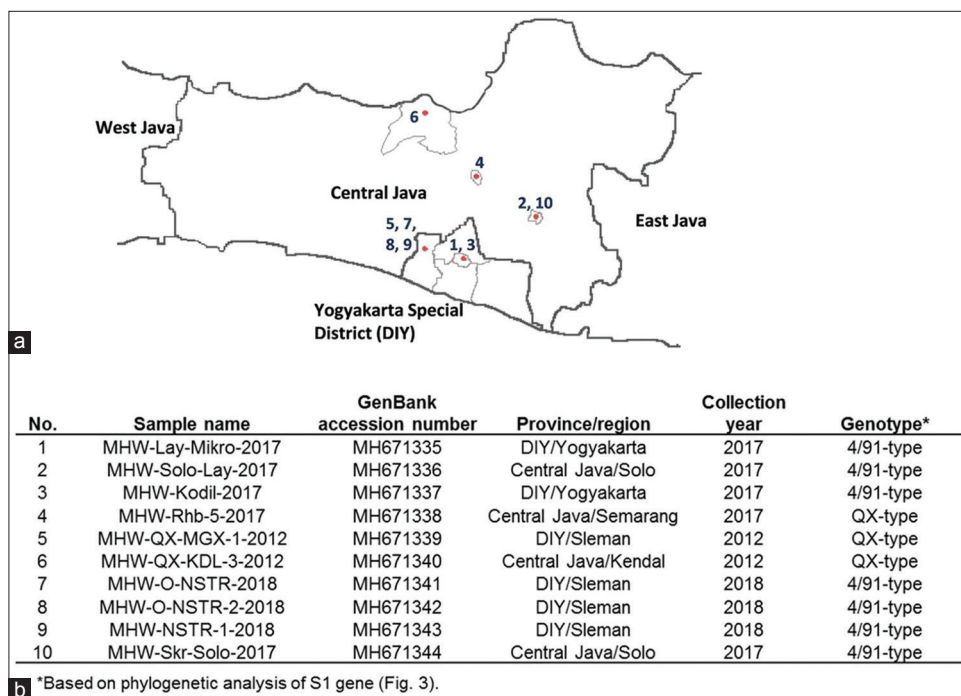 6
West Java
4
Central Java
2, 10
East Java
5, 7,
8, 9
1, 3
Yogyakarta Special
District (DIY)
a
No. Sample name GenBank accession number Province/region Collection year Genotype*
1 MHW-Lay-Mikro-2017 MH671335 DIY/Yogyakarta 2017 4/91-type
2 MHW-Solo-Lay-2017 MH671336 Central Java/Solo 2017 4/91-type
3 MHW-Kodil-2017 MH671337 DIY/Yogyakarta 2017 4/91-type
4 MHW-Rhb-5-2017 MH671338 Central Java/Semarang 2017 QX-type
5 MHW-QX-MGX-1-2012 MH671339 DIY/Sleman 2012 QX-type
6 MHW-QX-KDL-3-2012 MH671340 Central Java/Kendal 2012 QX-type
7 MHW-O-NSTR-2018 MH671341 DIY/Sleman 2018 4/91-type
8 MHW-O-NSTR-2-2018 MH671342 DIY/Sleman 2018 4/91-type
9 MHW-NSTR-1-2018 MH671343 DIY/Sleman 2018 4/91-type
10 MHW-Skr-Solo-2017 MH671344 Central Java/Solo 2017 4/91-type
b *Based on phylogenetic analysis of S1 gene (Fig. 3).